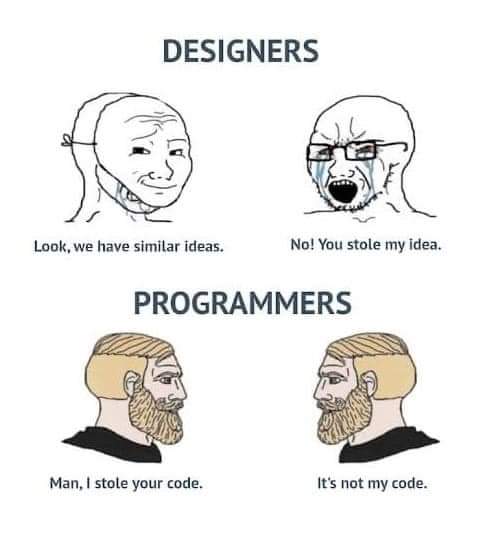 DESIGNERS
Look, we have similar ideas.
No! You stole my idea.
PROGRAMMERS
Man, I stole your code.
It's not my code.